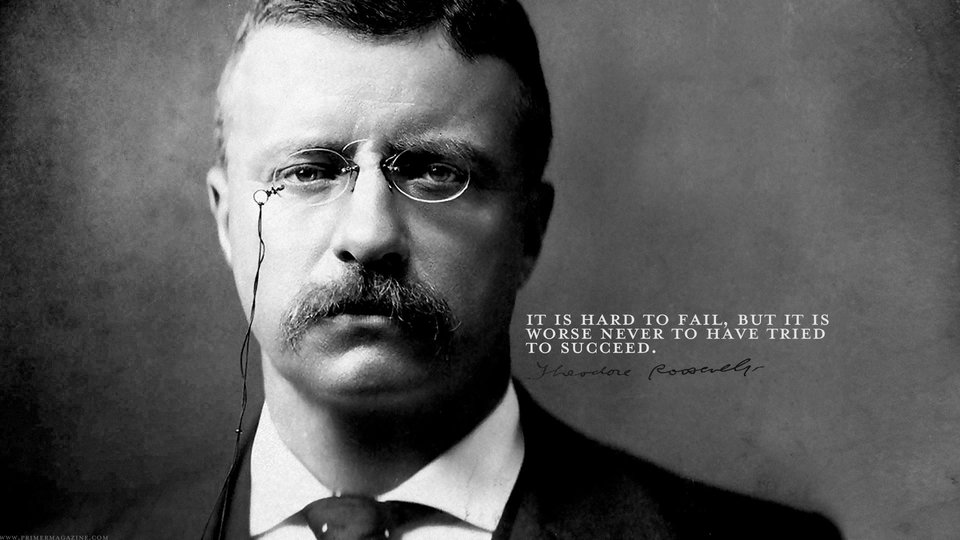 IT IS HARD TO FAIL, BUT IT IS
WORSE NEVER TO HAVE TRIED
TO SUCCEED.
Theodore Roosevelt
WWW.PRIMERMAGAZINE.COM